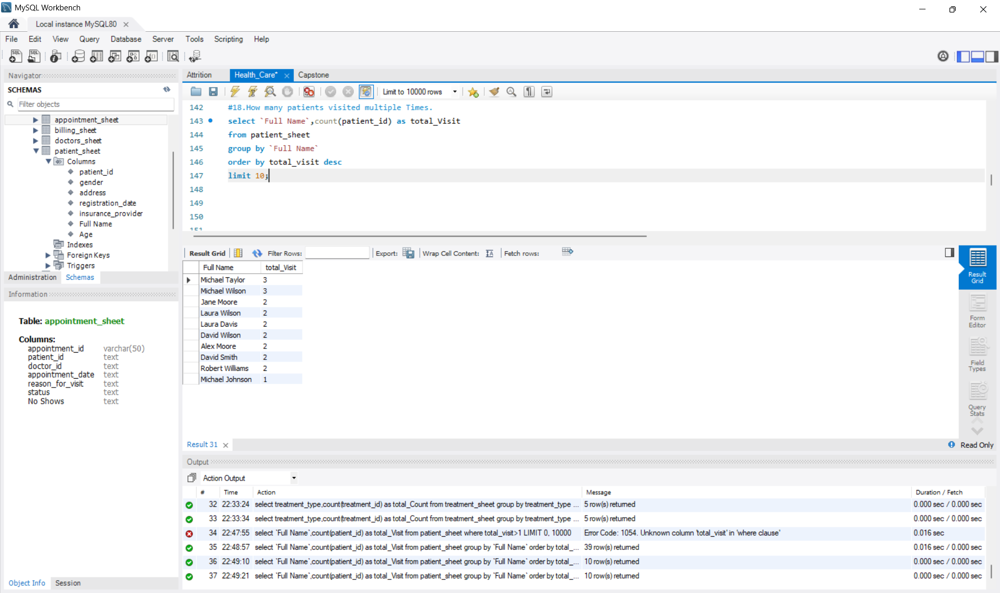 MySQL Workbench
Local instance MySQL80
File Edit View Query Database Server Tools Scripting Help
Navigator
SCHEMAS
Filter objects
appointment_sheet
billing_sheet
doctors_sheet
patient_sheet
Columns
patient_id
gender
address
registration_date
insurance_provider
Full Name
Age
Indexes
Foreign Keys
Triggers
Administration Schemas
Information
Table: appointment_sheet
Columns:
appointment_id varchar(50)
patient_id text
doctor_id text
appointment_date text
reason_for_visit text
status text
No Shows text
Object Info Session
Attrition Health_Care* Capstone
Limit to 10000 rows
142 #18.How many patients visited multiple Times.
143 select `Full Name`,count(patient_id) as total_Visit
144 from patient_sheet
145 group by `Full Name`
146 order by total_visit desc
147 limit 10;
148
149
150
151
Result Grid Filter Rows: Export: Wrap Cell Content: Fetch rows:
Full Name total_Visit
Michael Taylor 3
Michael Wilson 3
Jane Moore 2
Laura Wilson 2
Laura Davis 2
David Wilson 2
Alex Moore 2
David Smith 2
Robert Williams 2
Michael Johnson 1
Result
Grid
Form
Editor
Field
Types
Query
Stats
Result 31
Read Only
Output
Action Output
# Time Action Message Duration / Fetch
32 22:33:24 select treatment_type,count(treatment_id) as total_Count from treatment_sheet group by treatment_type ... 5 row(s) returned 0.000 sec / 0.000 sec
33 22:33:34 select treatment_type,count(treatment_id) as total_Count from treatment_sheet group by treatment_type ... 5 row(s) returned 0.000 sec / 0.000 sec
34 22:47:55 select `Full Name`,count(patient_id) as total_Visit from patient_sheet where total_visit>1 LIMIT 0, 10000 Error Code: 1054. Unknown column 'total_visit' in 'where clause' 0.016 sec
35 22:48:57 select `Full Name`,count(patient_id) as total_Visit from patient_sheet group by `Full Name` order by total_... 39 row(s) returned 0.016 sec / 0.000 sec
36 22:49:10 select `Full Name`,count(patient_id) as total_Visit from patient_sheet group by `Full Name` order by total_... 10 row(s) returned 0.000 sec / 0.000 sec
37 22:49:21 select `Full Name`,count(patient_id) as total_Visit from patient_sheet group by `Full Name` order by total_... 10 row(s) returned 0.000 sec / 0.000 sec